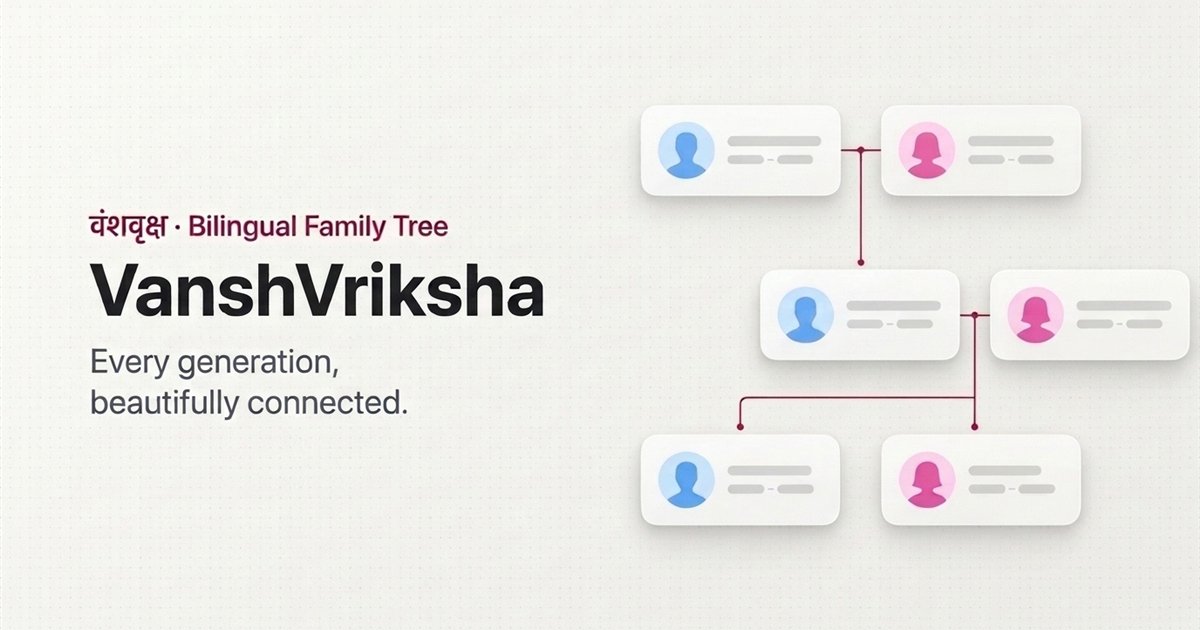 वंशवृक्ष · Bilingual Family Tree
VanshVriksha
Every generation,
beautifully connected.